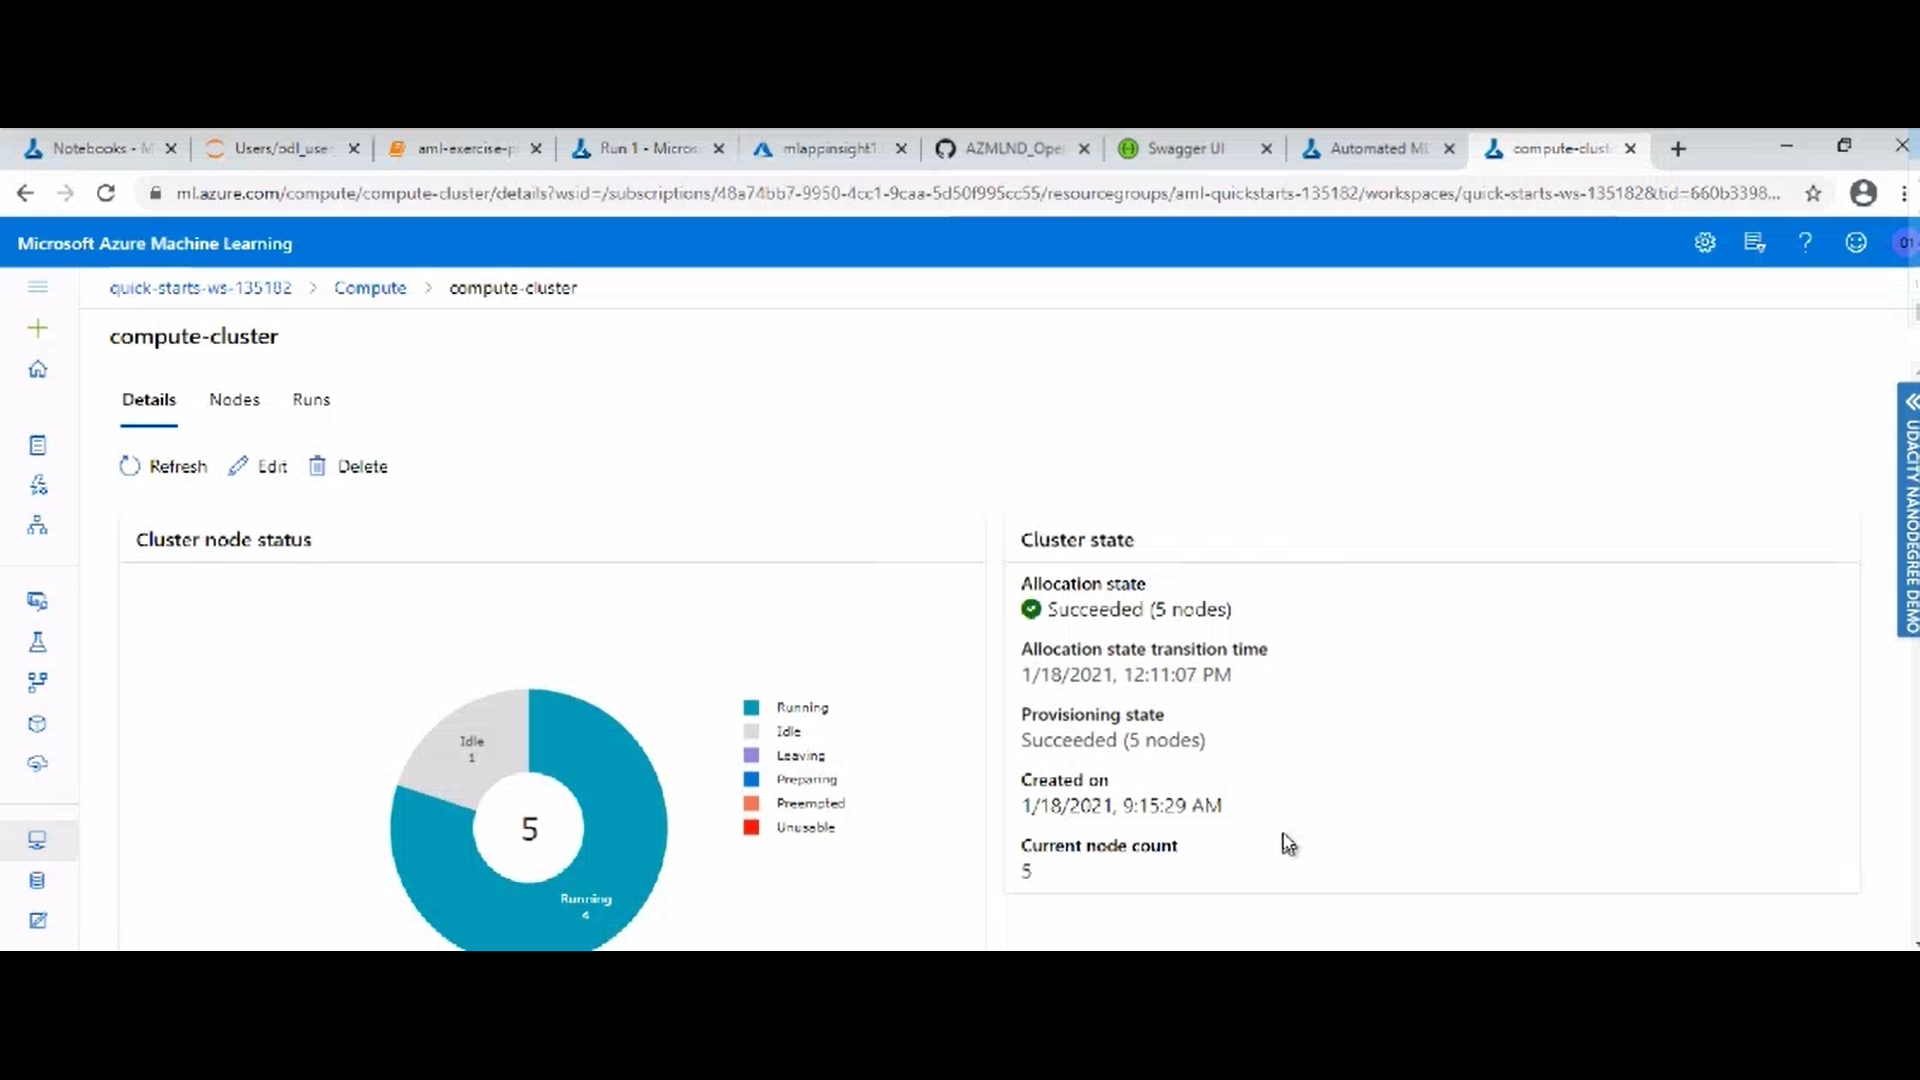 Notebooks - M
Users/odl_use
aml-exercise-p
Run 1 - Micros
mlappinsight1
AZMLND_Ope
Swagger UI
Automated ML
compute-clust
ml.azure.com/compute/compute-cluster/details?wsid=/subscriptions/48a74bb7-9950-4cc1-9caa-5d50f995cc55/resourcegroups/aml-quickstarts-135182/workspaces/quick-starts-ws-135182&tid=660b3398...
Microsoft Azure Machine Learning
01
quick-starts-ws-135182 > Compute > compute-cluster
compute-cluster
Details Nodes Runs
Refresh Edit Delete
Cluster node status
Idle
1
5
Running
4
Running
Idle
Leaving
Preparing
Preempted
Unusable
Cluster state
Allocation state
Succeeded (5 nodes)
Allocation state transition time
1/18/2021, 12:11:07 PM
Provisioning state
Succeeded (5 nodes)
Created on
1/18/2021, 9:15:29 AM
Current node count
5
UDACITY NANODEGREE DEMO